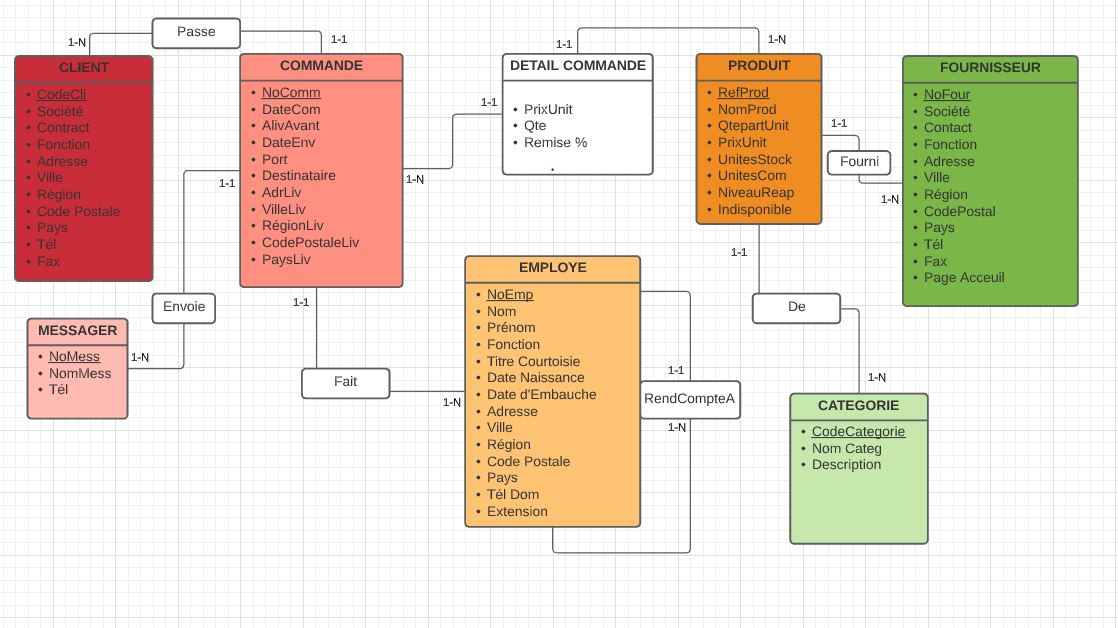 Passe
1-N
1-1
CLIENT
CodeCli
Société
Contract
Fonction
Adresse
Ville
Région
Code Postale
Pays
Tél
Fax
COMMANDE
NoComm
DateCom
AlivAvant
DateEnv
Port
Destinataire
AdrLiv
VilleLiv
RégionLiv
CodePostaleLiv
PaysLiv
1-1
1-N
DETAIL COMMANDE
PrixUnit
Qte
Remise %
1-1
1-N
PRODUIT
RefProd
NomProd
QtepartUnit
PrixUnit
UnitesStock
UnitesCom
NiveauReap
Indisponible
1-1
Fourni
1-N
FOURNISSEUR
NoFour
Société
Contact
Fonction
Adresse
Ville
Région
CodePostal
Pays
Tél
Fax
Page Acceuil
1-1
Envoie
1-N
MESSAGER
NoMess
NomMess
Tél
1-1
Fait
1-N
EMPLOYE
NoEmp
Nom
Prénom
Fonction
Titre Courtoisie
Date Naissance
Date d'Embauche
Adresse
Ville
Région
Code Postale
Pays
Tél Dom
Extension
1-1
RendCompteA
1-N
1-1
De
1-N
CATEGORIE
CodeCategorie
Nom Categ
Description